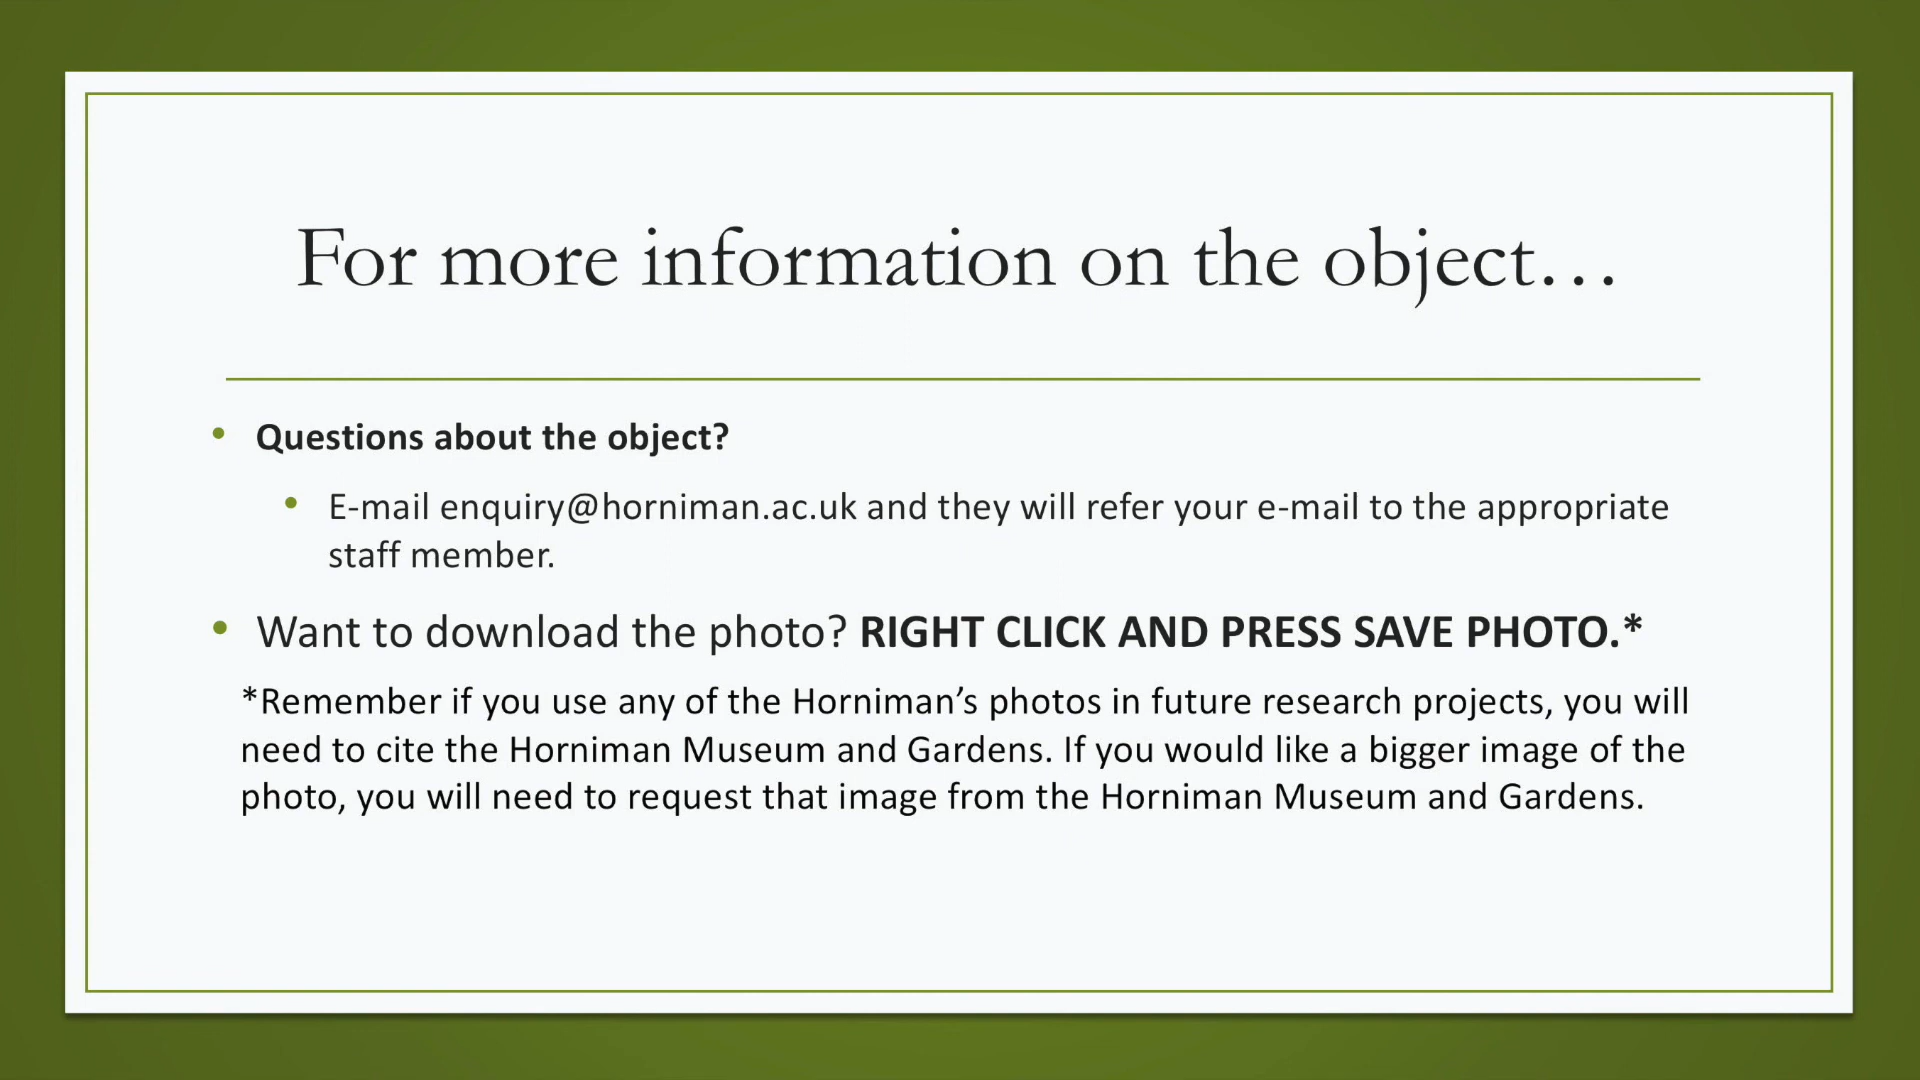 For more information on the object…
• Questions about the object?
• E-mail enquiry@horniman.ac.uk and they will refer your e-mail to the appropriate
staff member.
• Want to download the photo? RIGHT CLICK AND PRESS SAVE PHOTO.*
*Remember if you use any of the Horniman’s photos in future research projects, you will
need to cite the Horniman Museum and Gardens. If you would like a bigger image of the
photo, you will need to request that image from the Horniman Museum and Gardens.